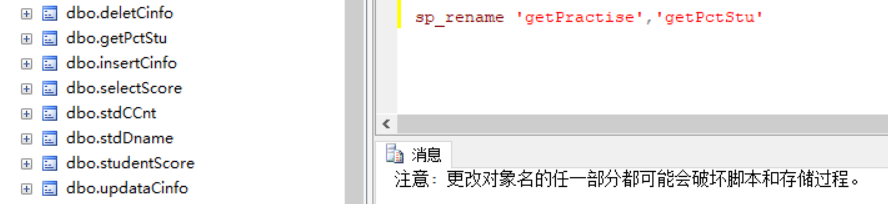 dbo.deletCinfo
dbo.getPctStu
dbo.insertCinfo
dbo.selectScore
dbo.stdCCnt
dbo.stdDname
dbo.studentScore
dbo.updataCinfo
sp_rename 'getPractise','getPctStu'
消息
注意: 更改对象名的任一部分都可能会破坏脚本和存储过程。